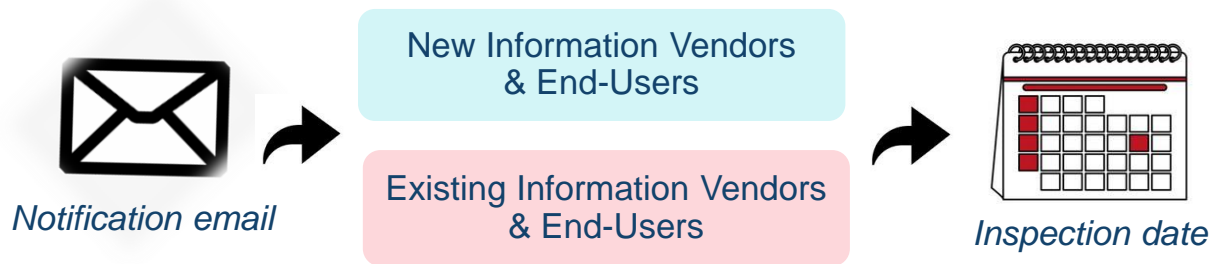 New Information Vendors
& End-Users
Existing Information Vendors
& End-Users
Notification email
Inspection date